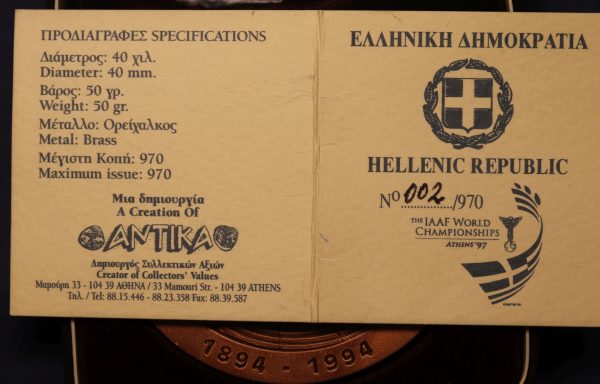 ΠΡΟΔΙΑΓΡΑΦΕΣ SPECIFICATIONS
Διάμετρος: 40 χιλ.
Diameter: 40 mm.
Βάρος: 50 γρ.
Weight: 50 gr.
Μέταλλο: Ορείχαλκος
Metal: Brass
Μέγιστη Κοπή: 970
Maximum issue: 970
Μια δημιουργία
A Creation Of
ΑΝΤΙΚΑ
Δημιουργός Συλλεκτικών Αξιών
Creator of Collectors' Values
Μαμούρη 33 - 104 39 ΑΘΗΝΑ / 33 Mamouri Str. - 104 39 ATHENS
Τηλ. / Tel: 88.15.446 - 88.23.358 Fax: 88.39.587
ΕΛΛΗΝΙΚΗ ΔΗΜΟΚΡΑΤΙΑ
HELLENIC REPUBLIC
Nο 002 /970
THE IAAF WORLD
CHAMPIONSHIPS
ATHENS '97
1894 - 1994